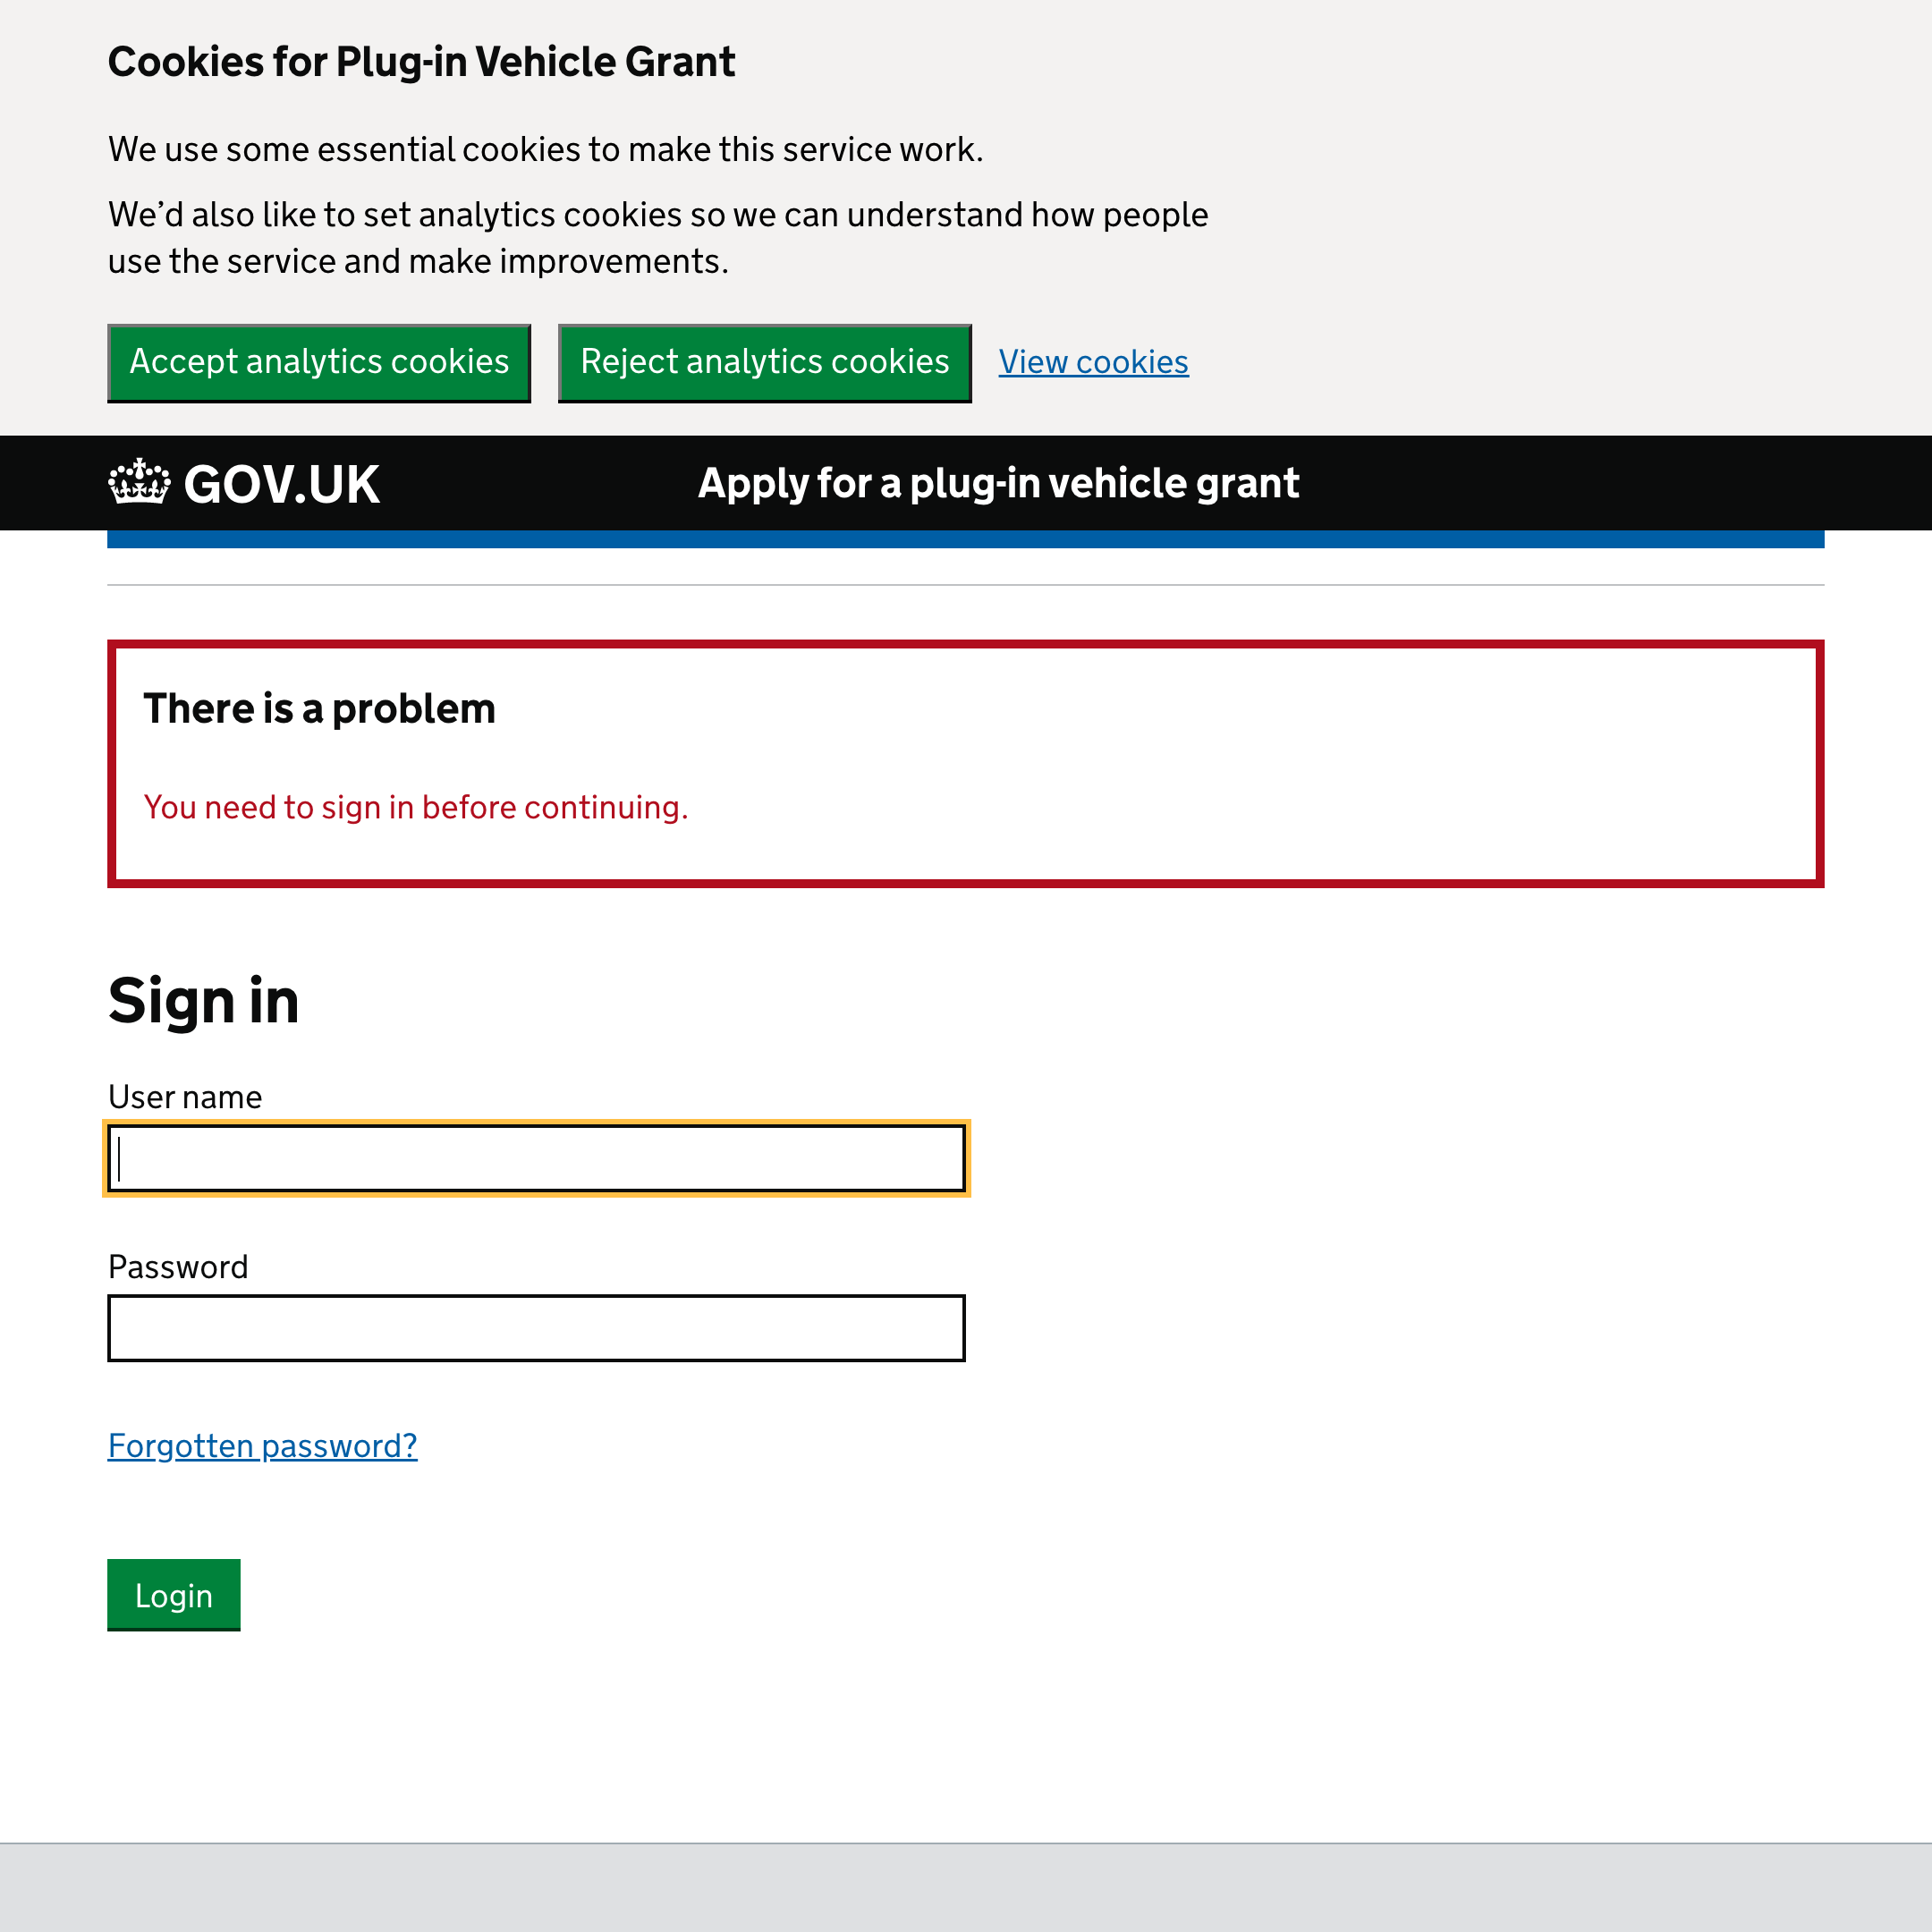 Cookies for Plug-in Vehicle Grant
We use some essential cookies to make this service work.
We’d also like to set analytics cookies so we can understand how people
use the service and make improvements.
Accept analytics cookies Reject analytics cookies View cookies
GOV.UK Apply for a plug-in vehicle grant
There is a problem
You need to sign in before continuing.
Sign in
User name
Password
Forgotten password?
Login